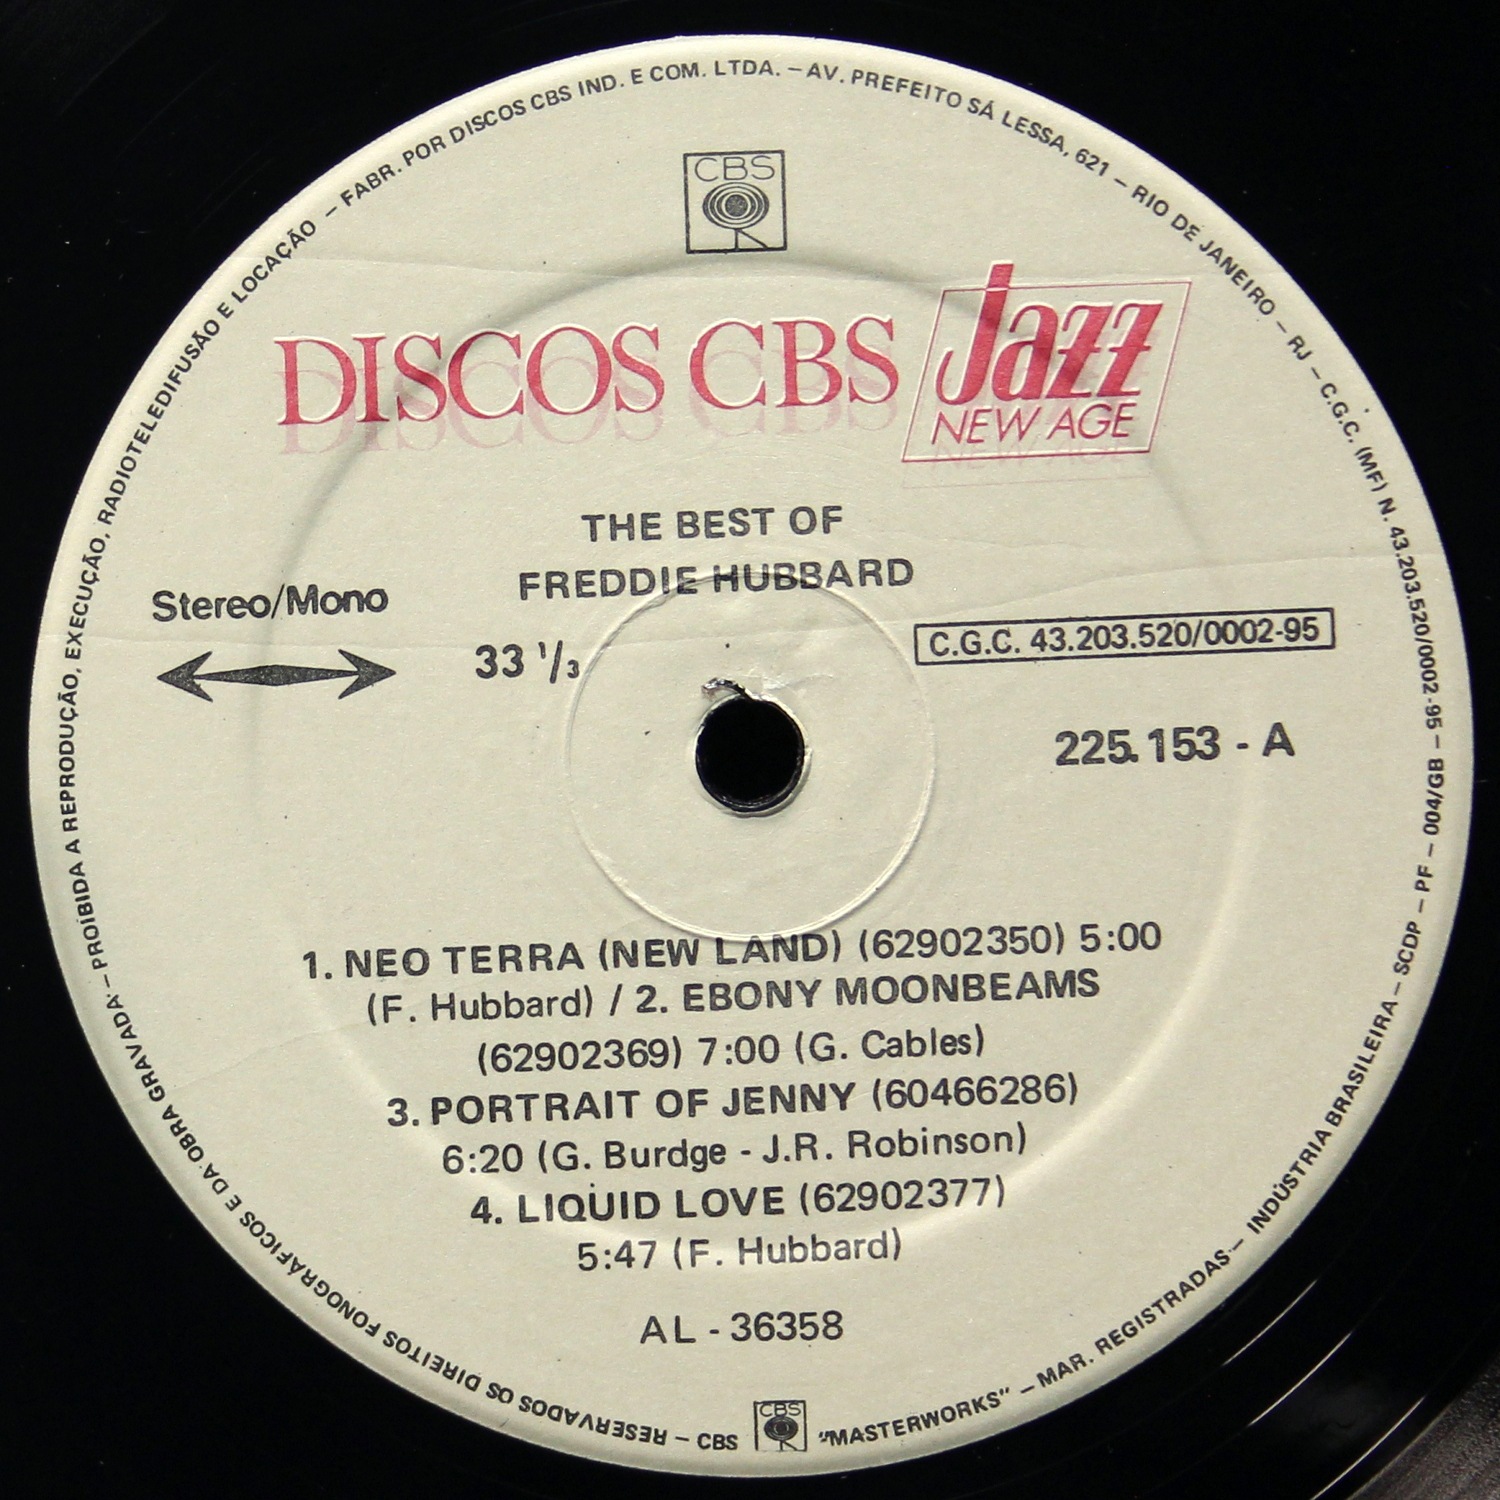 FABR. POR DISCOS CBS IND. E COM. LTDA. – AV. PREFEITO SÁ LESSA, 621 – RIO DE JANEIRO – RJ – C.G.C. (MF) N. 43.203.520/0002-95 – PF – 004/GB – SCDP – INDÚSTRIA BRASILEIRA – MAR. REGISTRADAS – "MASTERWORKS" CBS CBS – RESERVADOS OS DIREITOS FONOGRÁFICOS E DA OBRA GRAVADA – PROIBIDA A REPRODUÇÃO, EXECUÇÃO, RADIOTELEDIFUSÃO E LOCAÇÃO –
CBS
DISCOS CBS Jazz
NEW AGE
THE BEST OF
FREDDIE HUBBARD
Stereo/Mono
33 1/3
C.G.C. 43.203.520/0002-95
225.153 - A
1. NEO TERRA (NEW LAND) (62902350) 5:00
(F. Hubbard) / 2. EBONY MOONBEAMS
(62902369) 7:00 (G. Cables)
3. PORTRAIT OF JENNY (60466286)
6:20 (G. Burdge - J.R. Robinson)
4. LIQUID LOVE (62902377)
5:47 (F. Hubbard)
AL - 36358